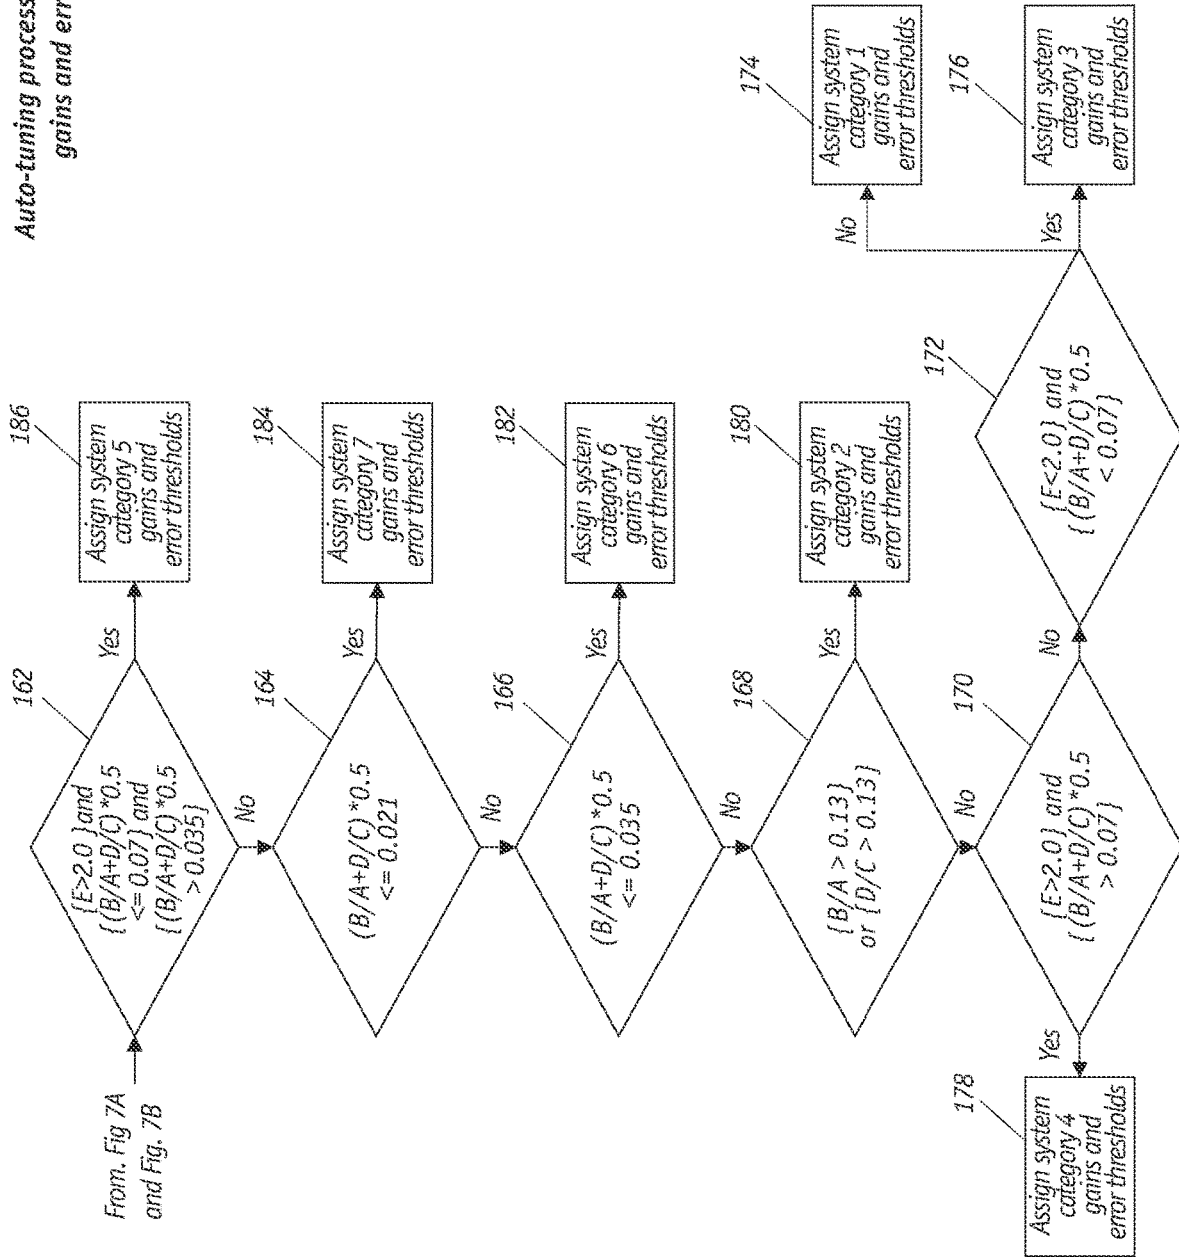 Auto-tuning process
gains and err
From. Fig 7A
and Fig. 7B
162
{E>2.0 } and
{(B/A+D/C)*0.5
<= 0.07} and
{(B/A+D/C)*0.5
> 0.035}
Yes
186
Assign system
category 5
gains and
error thresholds
No
164
(B/A+D/C)*0.5
<= 0.021
Yes
184
Assign system
category 7
gains and
error thresholds
No
166
(B/A+D/C)*0.5
<= 0.035
Yes
182
Assign system
category 6
gains and
error thresholds
No
168
{B/A > 0.13}
or {D/C > 0.13}
Yes
180
Assign system
category 2
gains and
error thresholds
No
170
{E>2.0} and
{(B/A+D/C)*0.5
> 0.07}
Yes
178
Assign system
category 4
gains and
error thresholds
No
172
{E<2.0} and
{(B/A+D/C)*0.5
< 0.07}
No
174
Assign system
category 1
gains and
error thresholds
Yes
176
Assign system
category 3
gains and
error thresholds